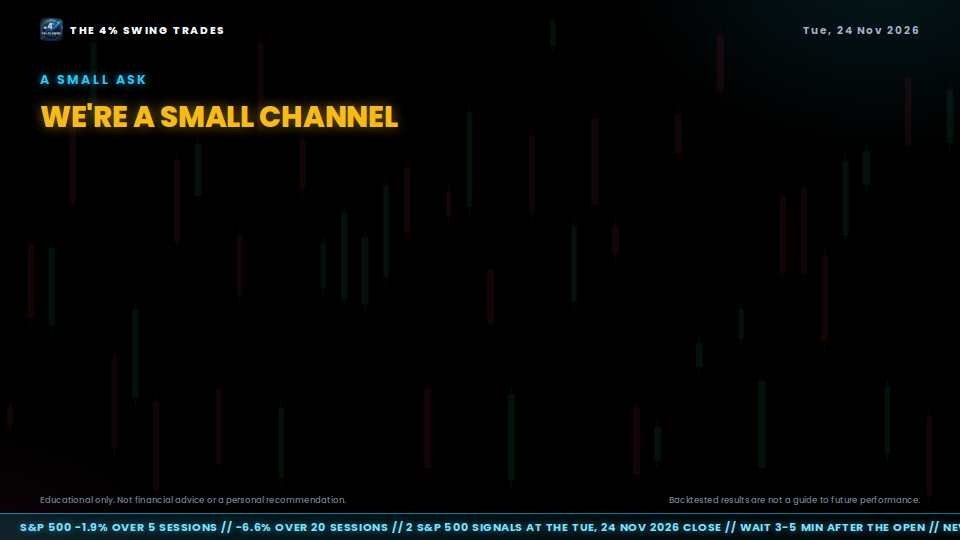 THE 4% SWING TRADES
Tue, 24 Nov 2026
A SMALL ASK
WE'RE A SMALL CHANNEL
Educational only. Not financial advice or a personal recommendation.
Backtested results are not a guide to future performance.
S&P 500 -1.9% OVER 5 SESSIONS // -6.6% OVER 20 SESSIONS // 2 S&P 500 SIGNALS AT THE TUE, 24 NOV 2026 CLOSE // WAIT 3-5 MIN AFTER THE OPEN //